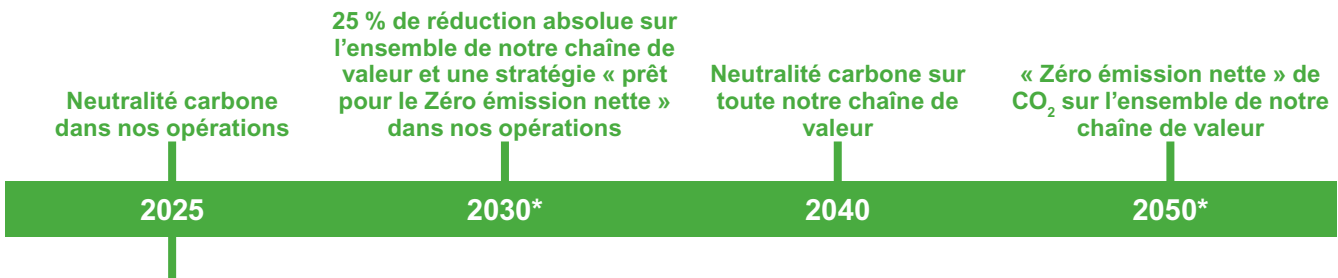 Neutralité carbone
dans nos opérations
25 % de réduction absolue sur
l’ensemble de notre chaîne de
valeur et une stratégie « prêt
pour le Zéro émission nette »
dans nos opérations
Neutralité carbone sur
toute notre chaîne de
valeur
« Zéro émission nette » de
CO₂ sur l’ensemble de notre
chaîne de valeur
2025
2030*
2040
2050*